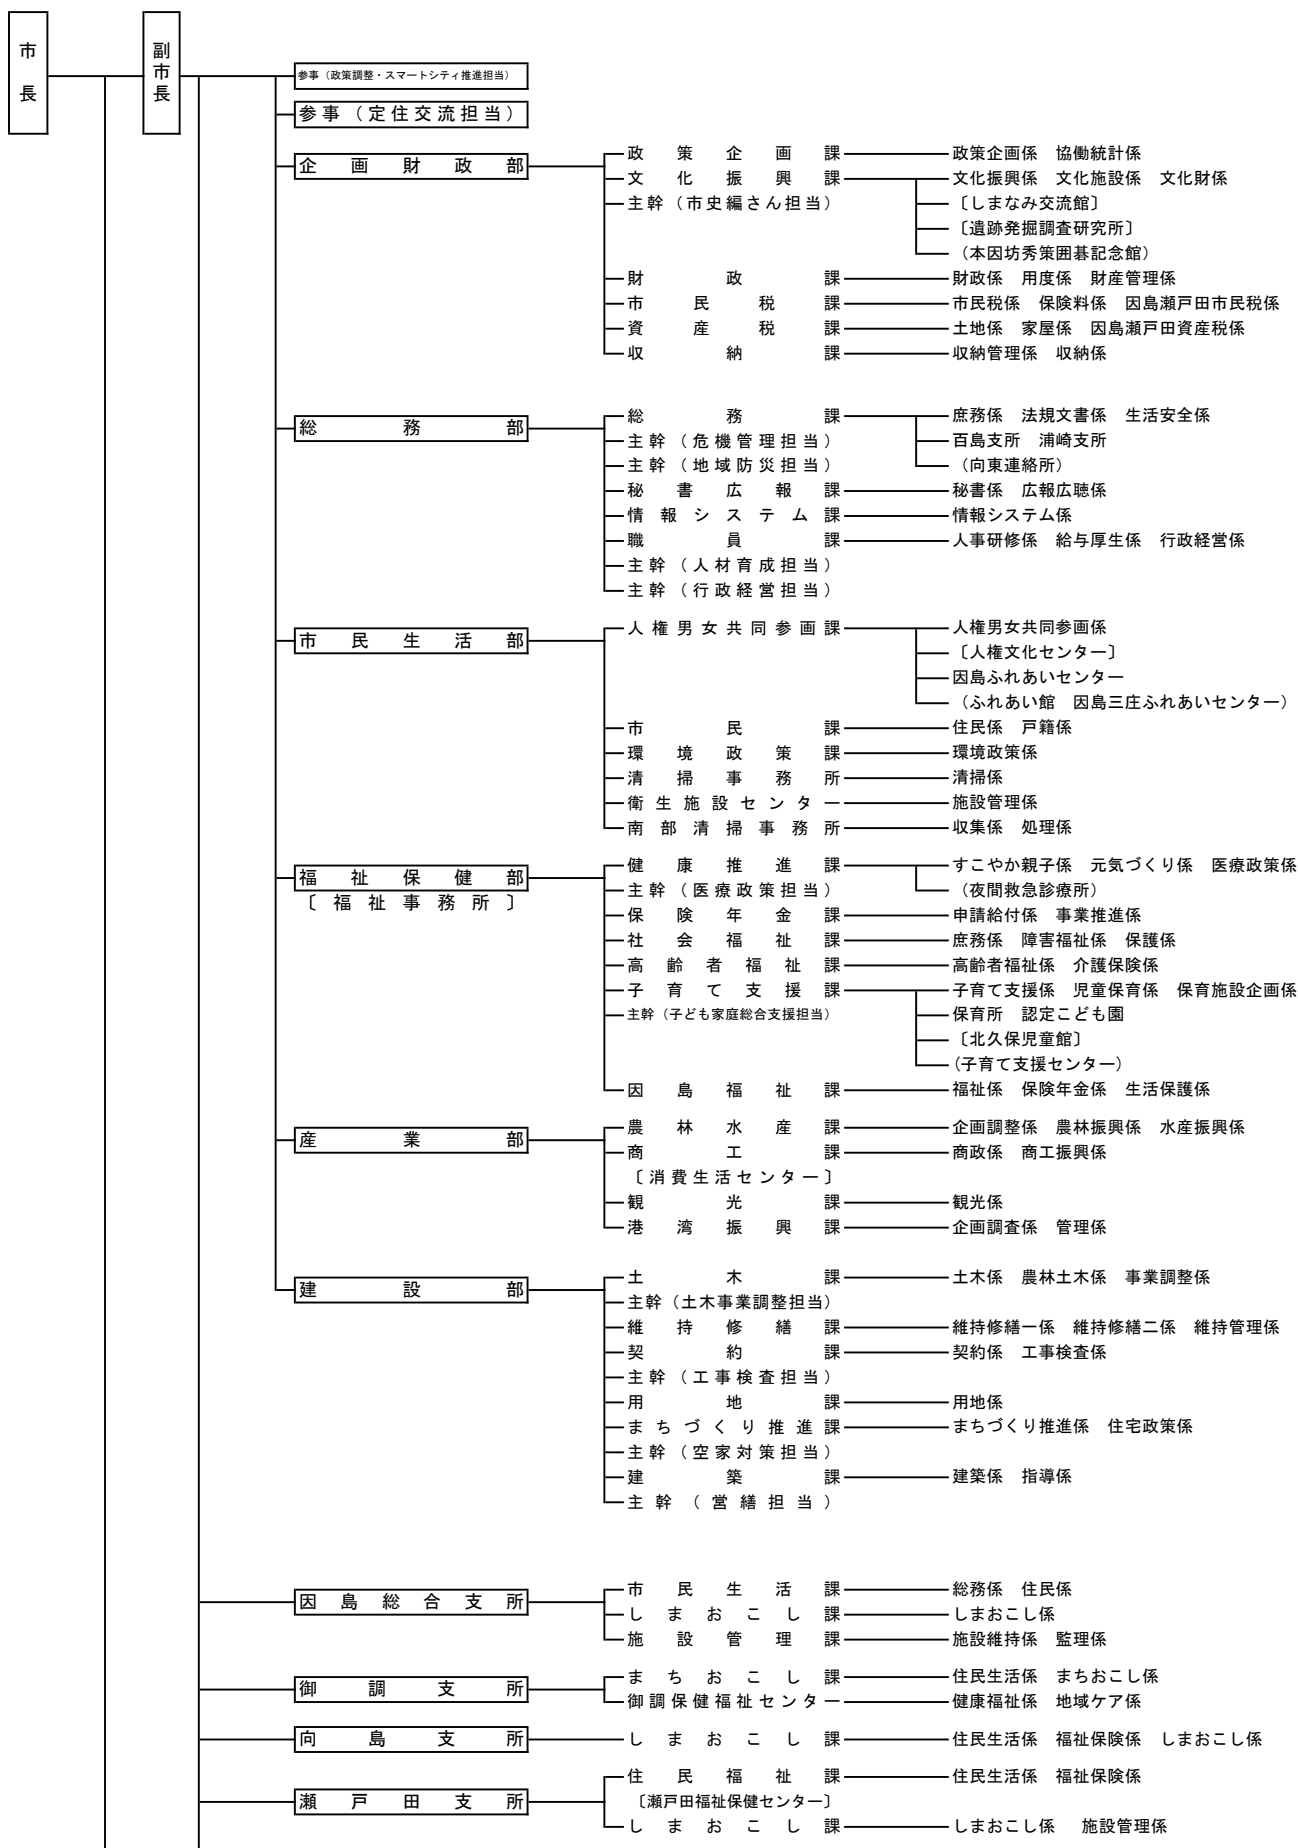 市長
副市長
参事（政策調整・スマートシティ推進担当）
参事（定住交流担当）
企画財政部
政策企画課 政策企画係 協働統計係
文化振興課 文化振興係 文化施設係 文化財係
主幹（市史編さん担当） 〔しまなみ交流館〕
〔遺跡発掘調査研究所〕
（本因坊秀策囲碁記念館）
財政課 財政係 用度係 財産管理係
市民税課 市民税係 保険料係 因島瀬戸田市民税係
資産税課 土地係 家屋係 因島瀬戸田資産税係
収納課 収納管理係 収納係
総務部
総務課 庶務係 法規文書係 生活安全係
主幹（危機管理担当） 百島支所 浦崎支所
主幹（地域防災担当） （向東連絡所）
秘書広報課 秘書係 広報広聴係
情報システム課 情報システム係
職員課 人事研修係 給与厚生係 行政経営係
主幹（人材育成担当）
主幹（行政経営担当）
市民生活部
人権男女共同参画課 人権男女共同参画係
〔人権文化センター〕
因島ふれあいセンター
（ふれあい館 因島三庄ふれあいセンター）
市民課 住民係 戸籍係
環境政策課 環境政策係
清掃事務所 清掃係
衛生施設センター 施設管理係
南部清掃事務所 収集係 処理係
福祉保健部
〔福祉事務所〕
健康推進課 すこやか親子係 元気づくり係 医療政策係
主幹（医療政策担当） （夜間救急診療所）
保険年金課 申請給付係 事業推進係
社会福祉課 庶務係 障害福祉係 保護係
高齢者福祉課 高齢者福祉係 介護保険係
子育て支援課 子育て支援係 児童保育係 保育施設企画係
主幹（子ども家庭総合支援担当） 保育所 認定こども園
〔北久保児童館〕
（子育て支援センター）
因島福祉課 福祉係 保険年金係 生活保護係
産業部
農林水産課 企画調整係 農林振興係 水産振興係
商工課 商政係 商工振興係
〔消費生活センター〕
観光課 観光係
港湾振興課 企画調査係 管理係
建設部
土木課 土木係 農林土木係 事業調整係
主幹（土木事業調整担当）
維持修繕課 維持修繕一係 維持修繕二係 維持管理係
契約課 契約係 工事検査係
主幹（工事検査担当）
用地課 用地係
まちづくり推進課 まちづくり推進係 住宅政策係
主幹（空家対策担当）
建築課 建築係 指導係
主幹（営繕担当）
因島総合支所
市民生活課 総務係 住民係
しまおこし課 しまおこし係
施設管理課 施設維持係 監理係
御調支所
まちおこし課 住民生活係 まちおこし係
御調保健福祉センター 健康福祉係 地域ケア係
向島支所 しまおこし課 住民生活係 福祉保険係 しまおこし係
瀬戸田支所
住民福祉課 住民生活係 福祉保険係
〔瀬戸田福祉保健センター〕
しまおこし課 しまおこし係 施設管理係